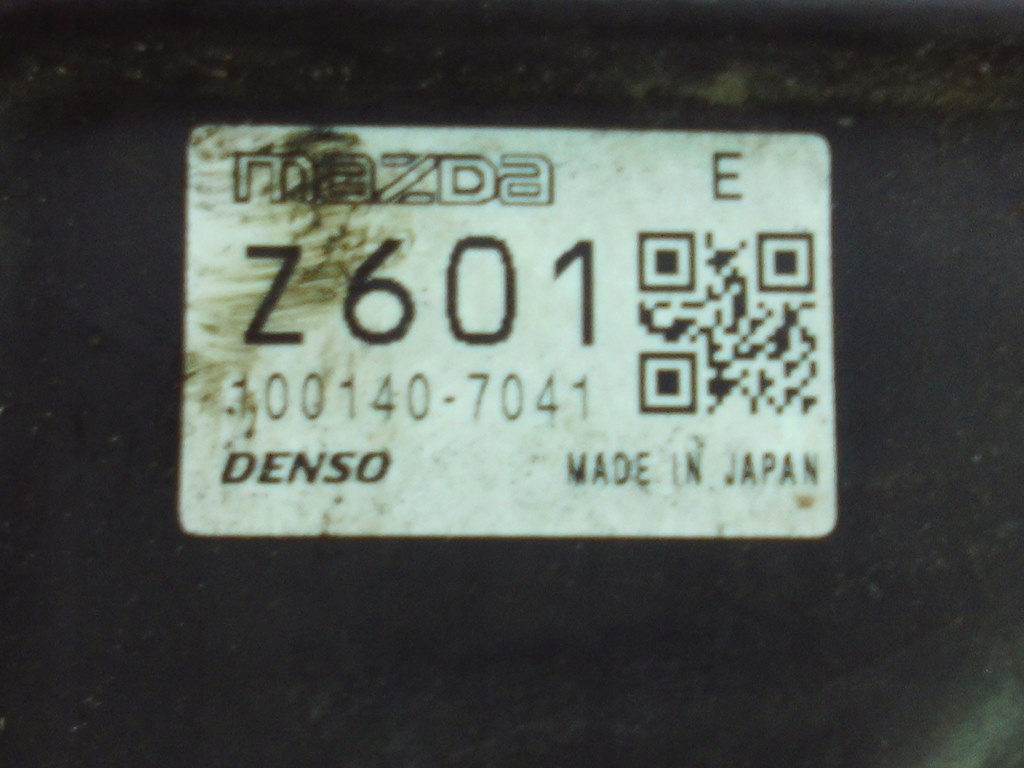 mazda E
Z601
100140-7041
DENSO MADE IN JAPAN